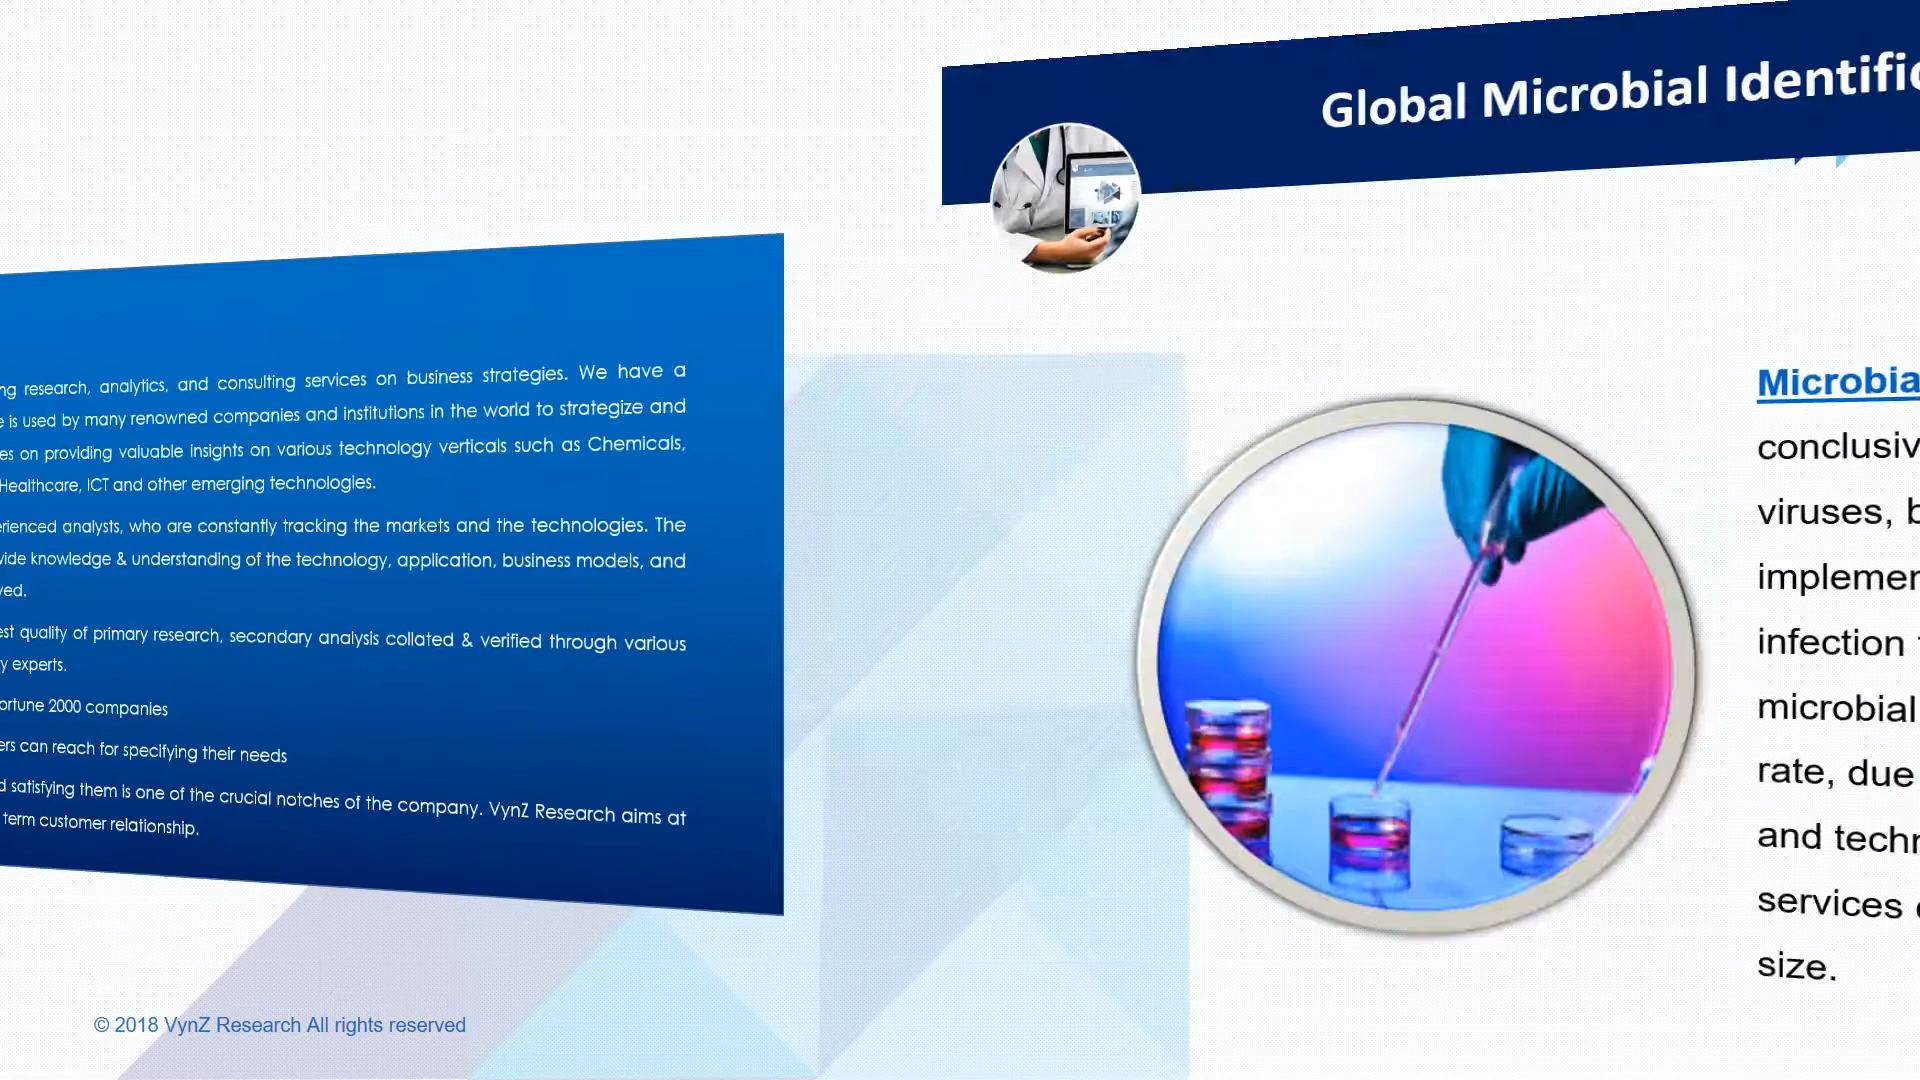 ng research, analytics, and consulting services on business strategies. We have a
e is used by many renowned companies and institutions in the world to strategize and
es on providing valuable insights on various technology verticals such as Chemicals,
Healthcare, ICT and other emerging technologies.
erienced analysts, who are constantly tracking the markets and the technologies. The
vide knowledge & understanding of the technology, application, business models, and
ved.
est quality of primary research, secondary analysis collated & verified through various
y experts.
ortune 2000 companies
ers can reach for specifying their needs
d satisfying them is one of the crucial notches of the company. VynZ Research aims at
term customer relationship.
© 2018 VynZ Research All rights reserved
Global Microbial Identific
Microbia
conclusiv
viruses, b
implemen
infection
microbial
rate, due
and techn
services
size.